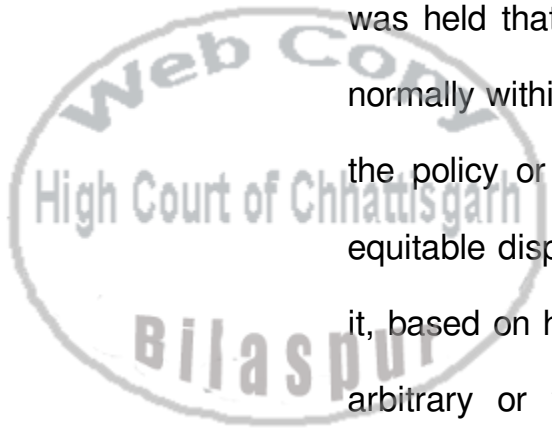 was held that
normally withi
the policy or
equitable disp
it, based on h
arbitrary or
Web Copy
High Court of Chhattisgarh
Bilaspur